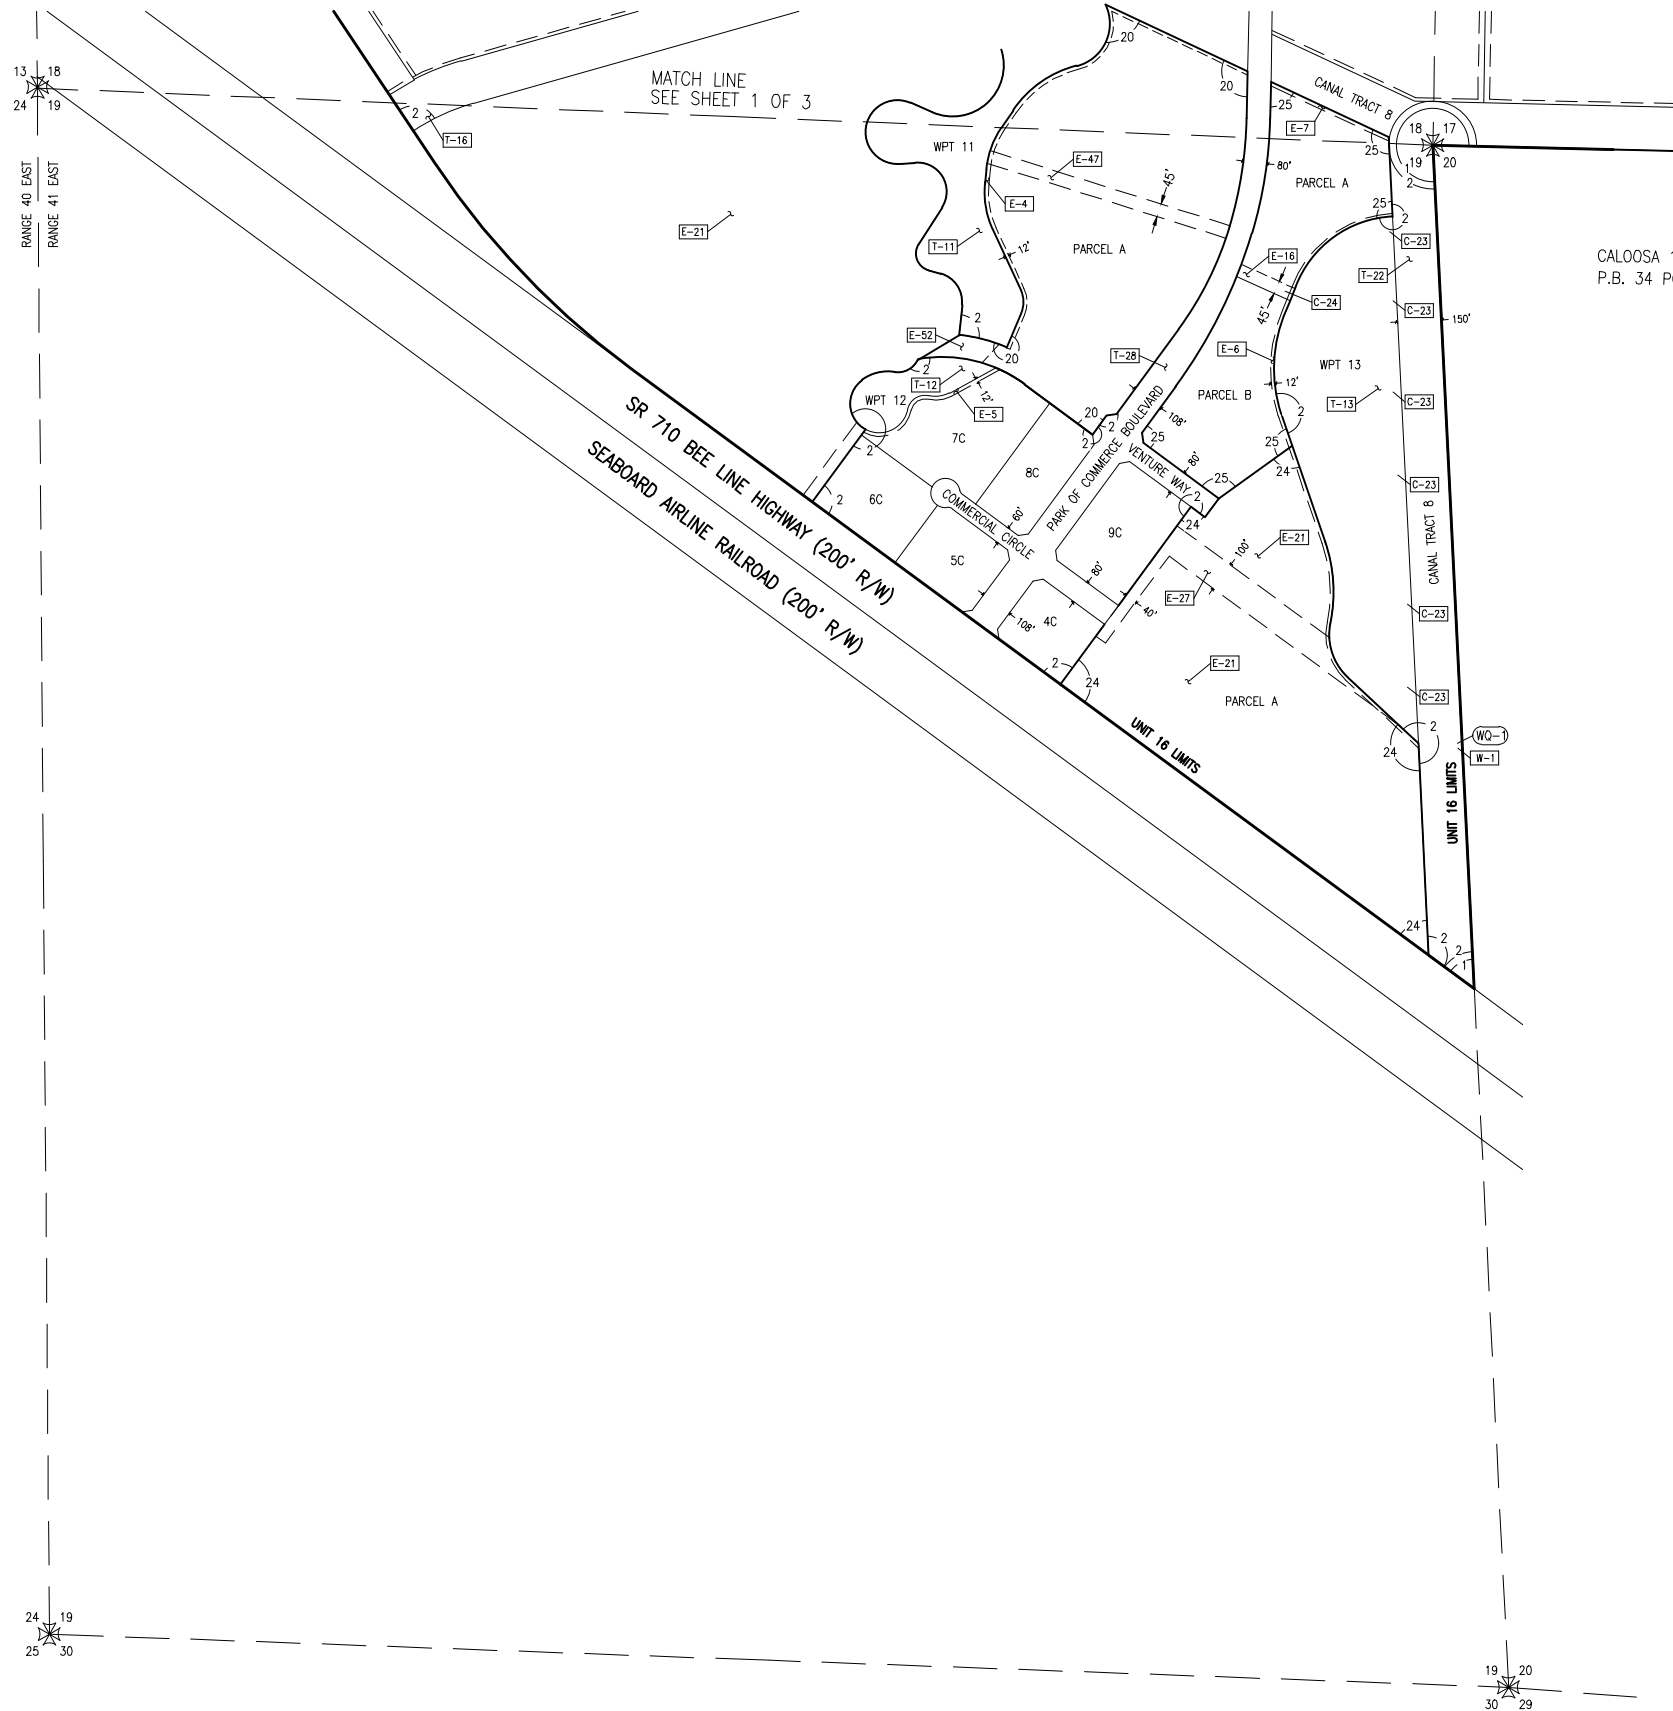 13 18
24 19
MATCH LINE
SEE SHEET 1 OF 3
RANGE 40 EAST
RANGE 41 EAST
2
T-16
20
20
25
E-7
CANAL TRACT 8
25
18 17
19 20
1
2
WPT 11
E-47
45'
80'
PARCEL A
E-4
E-21
T-11
12'
PARCEL A
25
2
C-23
E-16
T-22
C-24
45'
C-23
150'
CALOOSA
P.B. 34
2
E-52
20
2
T-12
12'
E-5
WPT 12
T-28
E-6
WPT 13
12'
PARCEL B
T-13
C-23
2
20
2
2
108'
25
25
24
7C
8C
2
2
6C
5C
60'
COMMERCIAL CIRCLE
PARK OF COMMERCE BOULEVARD
VENTURE WAY
80'
25
2
24
9C
80'
C-23
CANAL TRACT 8
SR 710 BEE LINE HIGHWAY (200' R/W)
SEABOARD AIRLINE RAILROAD (200' R/W)
E-21
100'
E-27
40'
108'
4C
C-23
2
24
E-21
PARCEL A
C-23
2
24
WQ-1
W-1
UNIT 16 LIMITS
UNIT 16 LIMITS
24
2
2
1
24 19
25 30
19 20
30 29